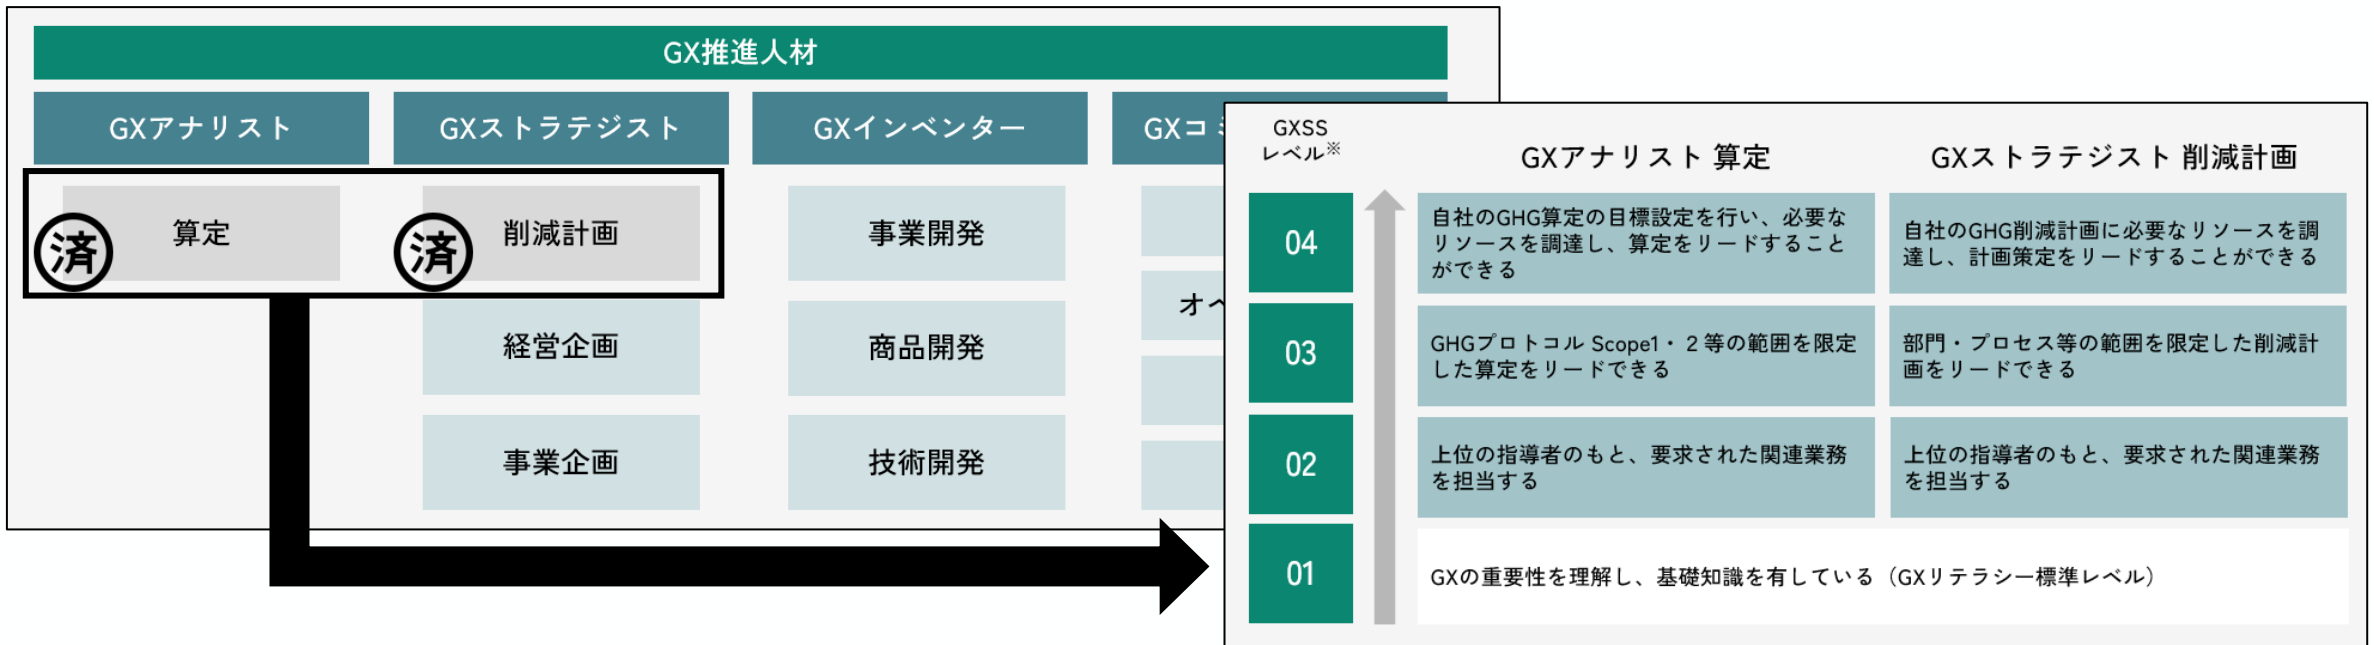 GX推進人材
GXアナリスト
GXストラテジスト
GXインベンター
GXコミ
済
算定
済
削減計画
事業開発
経営企画
商品開発
オペ
事業企画
技術開発
GXSS
レベル※
GXアナリスト 算定
GXストラテジスト 削減計画
04
自社のGHG算定の目標設定を行い、必要な
リソースを調達し、算定をリードすること
ができる
自社のGHG削減計画に必要なリソースを調
達し、計画策定をリードすることができる
03
GHGプロトコル Scope1・2等の範囲を限定
した算定をリードできる
部門・プロセス等の範囲を限定した削減計
画をリードできる
02
上位の指導者のもと、要求された関連業務
を担当する
上位の指導者のもと、要求された関連業務
を担当する
01
GXの重要性を理解し、基礎知識を有している（GXリテラシー標準レベル）